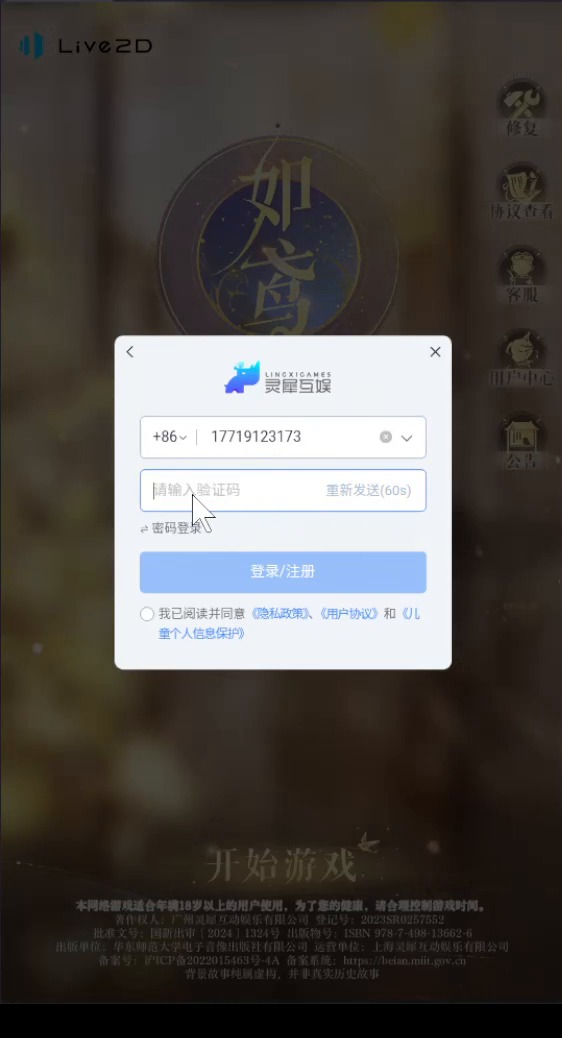 Live2D
修复
如鸢
协议查看
客服
LINGXIGAMES
灵犀互娱
用户中心
+86
17719123173
公告
请输入验证码
重新发送(60s)
密码登录
登录/注册
我已阅读并同意《隐私政策》、《用户协议》和《儿
童个人信息保护》
开始游戏
本网络游戏适合年满18岁以上的用户使用，为了您的健康，请合理控制游戏时间。
著作权人：广州灵犀互动娱乐有限公司 登记号：2023SR0257552
批准文号：国新出审［2024］1324号 出版物号：ISBN 978-7-498-13662-6
出版单位：华东师范大学电子音像出版社有限公司 运营单位：上海灵犀互动娱乐有限公司
备案号：沪ICP备2022015463号-4A 备案系统：https://beian.miit.gov.cn
背景故事纯属虚构，并非真实历史故事